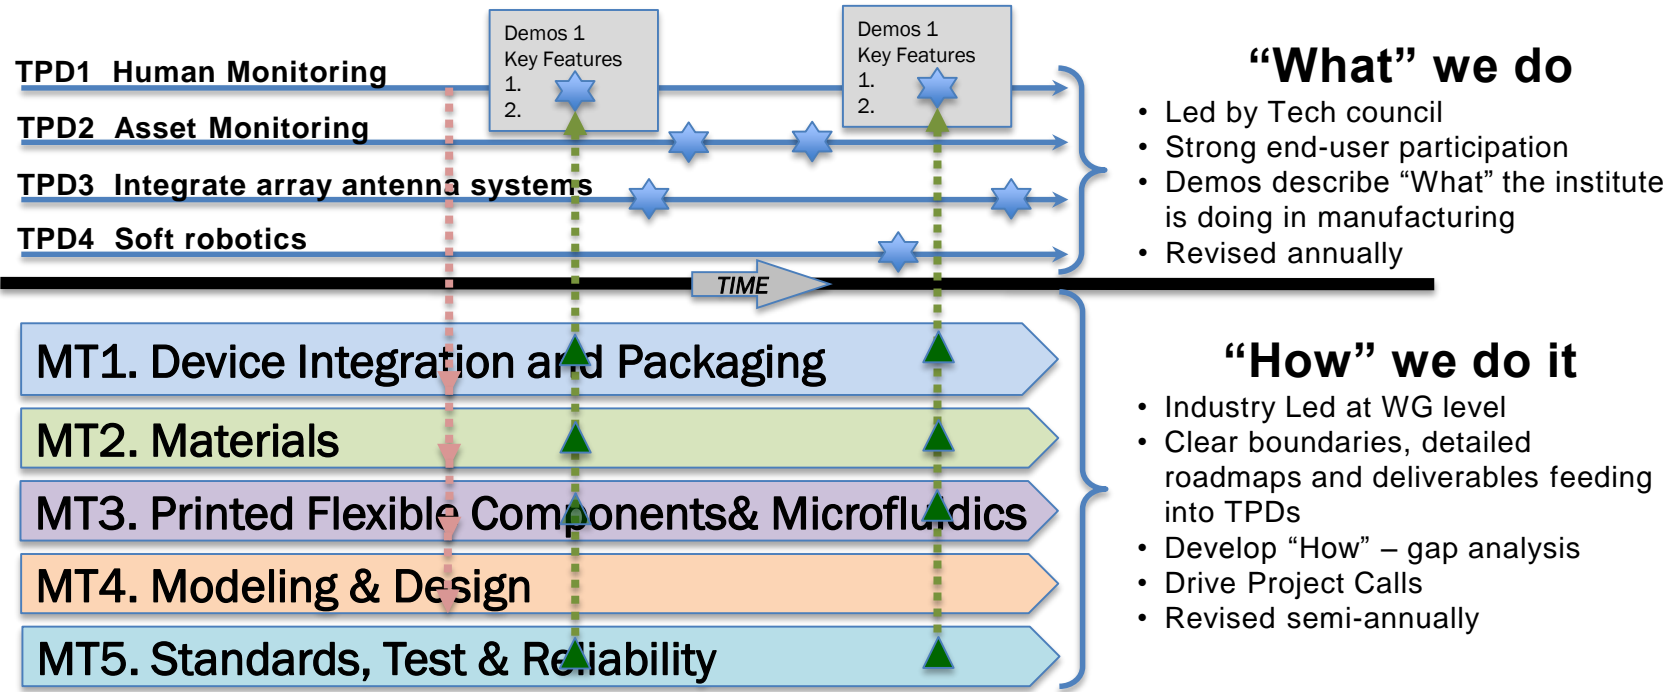 Demos 1
Key Features
1.
2.
Demos 1
Key Features
1.
2.
TPD1 Human Monitoring
TPD2 Asset Monitoring
TPD3 Integrate array antenna systems
TPD4 Soft robotics
TIME
“What” we do
• Led by Tech council
• Strong end-user participation
• Demos describe “What” the institute
is doing in manufacturing
• Revised annually
MT1. Device Integration and Packaging
MT2. Materials
MT3. Printed Flexible Components& Microfluidics
MT4. Modeling & Design
MT5. Standards, Test & Reliability
“How” we do it
• Industry Led at WG level
• Clear boundaries, detailed
roadmaps and deliverables feeding
into TPDs
• Develop “How” – gap analysis
• Drive Project Calls
• Revised semi-annually